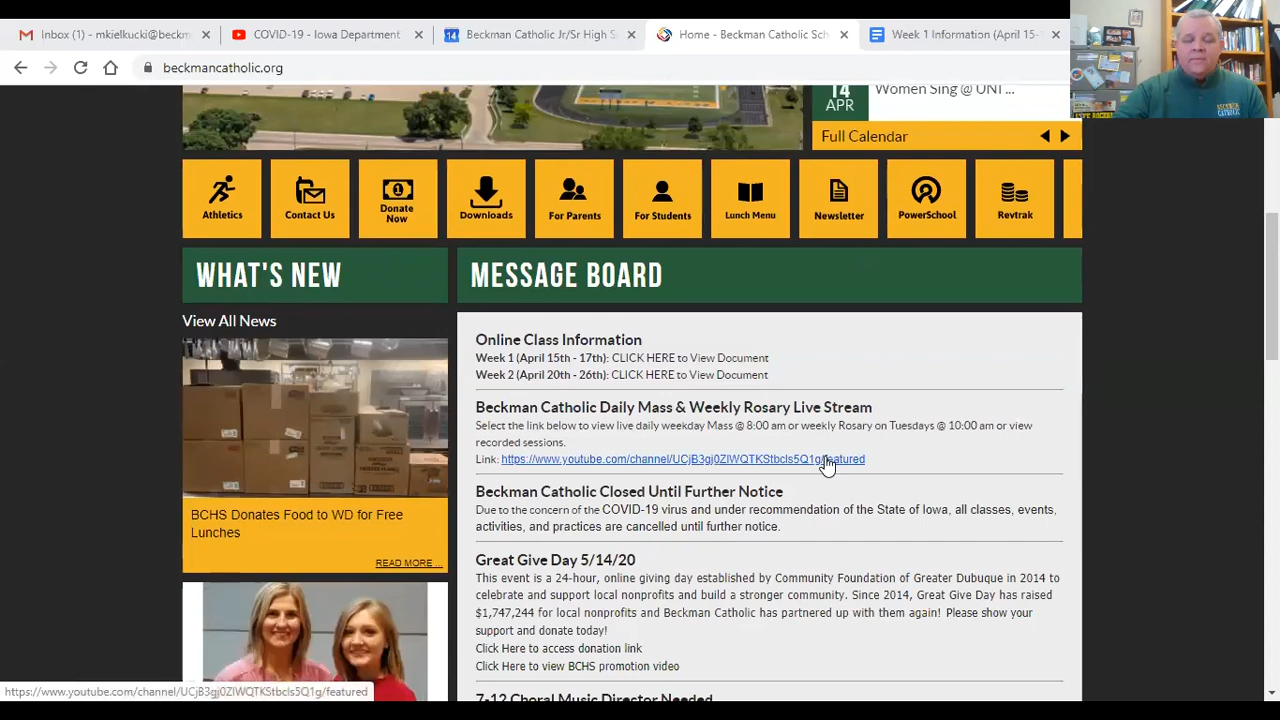 Inbox (1) - mkielkucki@beckm
COVID-19 - Iowa Department
14
Beckman Catholic Jr/Sr High S
Home - Beckman Catholic Sch
Week 1 Information (April 15-
beckmancatholic.org
14
APR
Women Sing @ UNI ...
Full Calendar
Athletics
Contact Us
Donate
Now
Downloads
For Parents
For Students
Lunch Menu
Newsletter
PowerSchool
Revtrak
WHAT'S NEW
MESSAGE BOARD
View All News
Online Class Information
Week 1 (April 15th - 17th): CLICK HERE to View Document
Week 2 (April 20th - 26th): CLICK HERE to View Document
Beckman Catholic Daily Mass & Weekly Rosary Live Stream
Select the link below to view live daily weekday Mass @ 8:00 am or weekly Rosary on Tuesdays @ 10:00 am or view
recorded sessions.
Link: https://www.youtube.com/channel/UCjB3gj0ZIWQTKStbcls5Q1g/featured
Beckman Catholic Closed Until Further Notice
Due to the concern of the COVID-19 virus and under recommendation of the State of Iowa, all classes, events,
activities, and practices are cancelled until further notice.
BCHS Donates Food to WD for Free
Lunches
READ MORE ...
Great Give Day 5/14/20
This event is a 24-hour, online giving day established by Community Foundation of Greater Dubuque in 2014 to
celebrate and support local nonprofits and build a stronger community. Since 2014, Great Give Day has raised
$1,747,244 for local nonprofits and Beckman Catholic has partnered up with them again! Please show your
support and donate today!
Click Here to access donation link
Click Here to view BCHS promotion video
7-12 Choral Music Director Needed
https://www.youtube.com/channel/UCjB3gj0ZIWQTKStbcls5Q1g/featured
BECKMAN
CATHOLIC